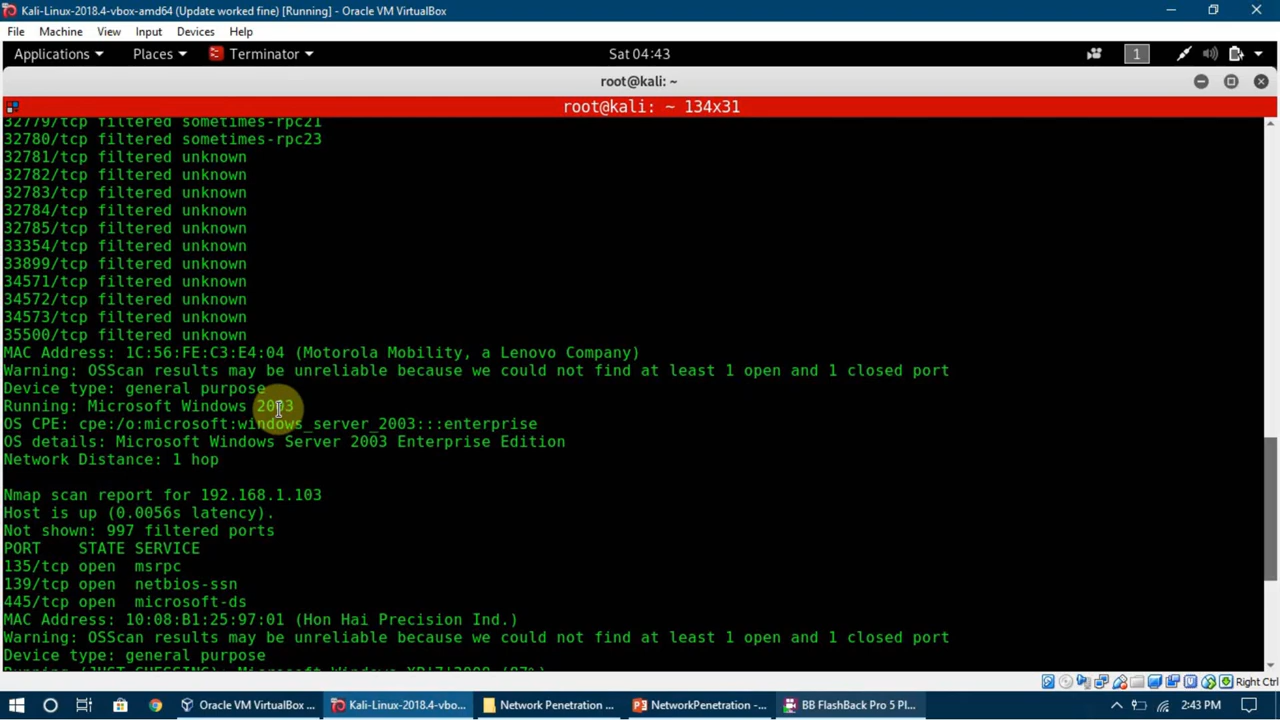 Kali-Linux-2018.4-vbox-amd64 (Update worked fine) [Running] - Oracle VM VirtualBox
File Machine View Input Devices Help
Applications Places Terminator Sat 04:43 1
root@kali: ~
root@kali: ~ 134x31
32779/tcp filtered sometimes-rpc21
32780/tcp filtered sometimes-rpc23
32781/tcp filtered unknown
32782/tcp filtered unknown
32783/tcp filtered unknown
32784/tcp filtered unknown
32785/tcp filtered unknown
33354/tcp filtered unknown
33899/tcp filtered unknown
34571/tcp filtered unknown
34572/tcp filtered unknown
34573/tcp filtered unknown
35500/tcp filtered unknown
MAC Address: 1C:56:FE:C3:E4:04 (Motorola Mobility, a Lenovo Company)
Warning: OSScan results may be unreliable because we could not find at least 1 open and 1 closed port
Device type: general purpose
Running: Microsoft Windows 2003
OS CPE: cpe:/o:microsoft:windows_server_2003:::enterprise
OS details: Microsoft Windows Server 2003 Enterprise Edition
Network Distance: 1 hop
Nmap scan report for 192.168.1.103
Host is up (0.0056s latency).
Not shown: 997 filtered ports
PORT STATE SERVICE
135/tcp open msrpc
139/tcp open netbios-ssn
445/tcp open microsoft-ds
MAC Address: 10:08:B1:25:97:01 (Hon Hai Precision Ind.)
Warning: OSScan results may be unreliable because we could not find at least 1 open and 1 closed port
Device type: general purpose
Right Ctrl
Oracle VM VirtualBox ... Kali-Linux-2018.4-vbo... Network Penetration ... NetworkPenetration -... BB FlashBack Pro 5 Pl... 2:43 PM